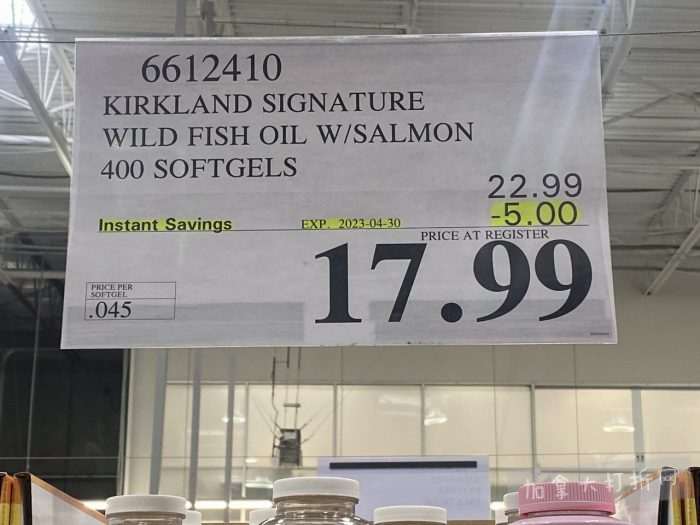 6612410
KIRKLAND SIGNATURE
WILD FISH OIL W/SALMON
400 SOFTGELS
22.99
Instant Savings EXP. 2023-04-30 -5.00
PRICE AT REGISTER
17.99
PRICE PER
SOFTGEL
.045
加拿大打折网